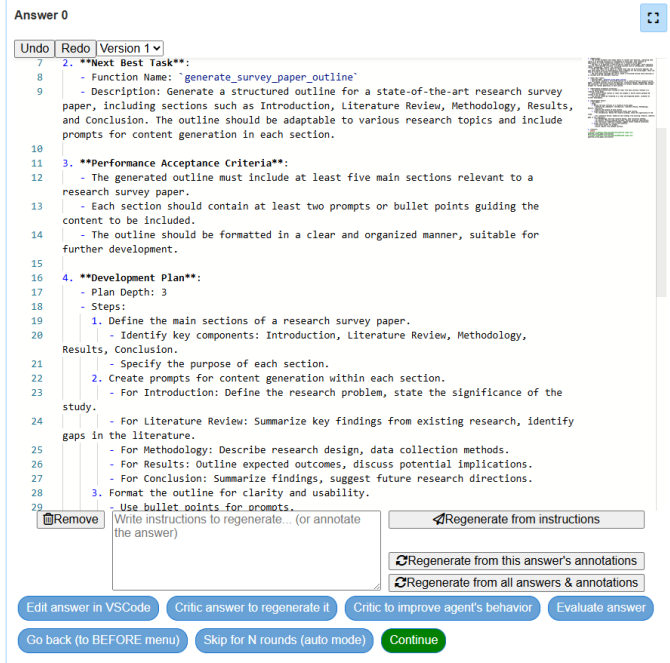 Answer 0
Undo Redo Version 1
7 2. **Next Best Task**:
8 - Function Name: `generate_survey_paper_outline`
9 - Description: Generate a structured outline for a state-of-the-art research survey
paper, including sections such as Introduction, Literature Review, Methodology, Results,
and Conclusion. The outline should be adaptable to various research topics and include
prompts for content generation in each section.
10
11 3. **Performance Acceptance Criteria**:
12 - The generated outline must include at least five main sections relevant to a
research survey paper.
13 - Each section should contain at least two prompts or bullet points guiding the
content to be included.
14 - The outline should be formatted in a clear and organized manner, suitable for
further development.
15
16 4. **Development Plan**:
17 - Plan Depth: 3
18 - Steps:
19 1. Define the main sections of a research survey paper.
20 - Identify key components: Introduction, Literature Review, Methodology,
Results, Conclusion.
21 - Specify the purpose of each section.
22 2. Create prompts for content generation within each section.
23 - For Introduction: Define the research problem, state the significance of the
study.
24 - For Literature Review: Summarize key findings from existing research, identify
gaps in the literature.
25 - For Methodology: Describe research design, data collection methods.
26 - For Results: Outline expected outcomes, discuss potential implications.
27 - For Conclusion: Summarize findings, suggest future research directions.
28 3. Format the outline for clarity and usability.
29 - Use bullet points for prompts.
Remove
Write instructions to regenerate... (or annotate
the answer)
Regenerate from instructions
Regenerate from this answer's annotations
Regenerate from all answers & annotations
Edit answer in VSCode
Critic answer to regenerate it
Critic to improve agent's behavior
Evaluate answer
Go back (to BEFORE menu)
Skip for N rounds (auto mode)
Continue